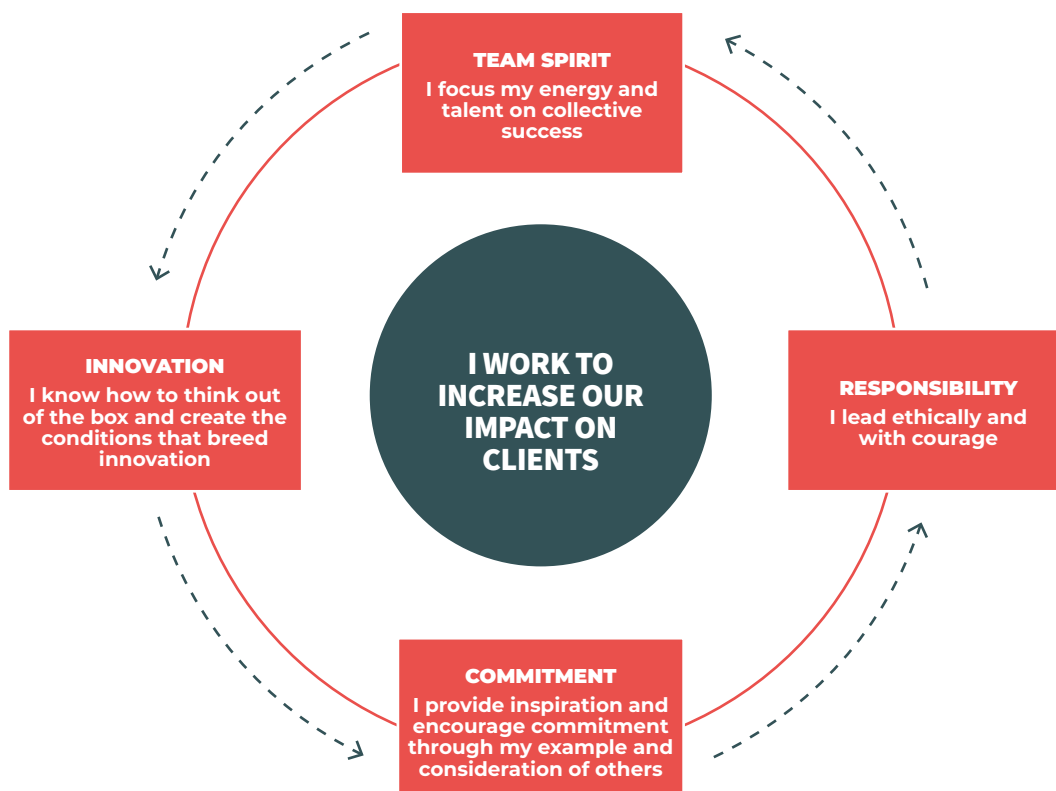 TEAM SPIRIT
I focus my energy and
talent on collective
success
INNOVATION
I know how to think out
of the box and create the
conditions that breed
innovation
I WORK TO
INCREASE OUR
IMPACT ON
CLIENTS
RESPONSIBILITY
I lead ethically and
with courage
COMMITMENT
I provide inspiration and
encourage commitment
through my example and
consideration of others